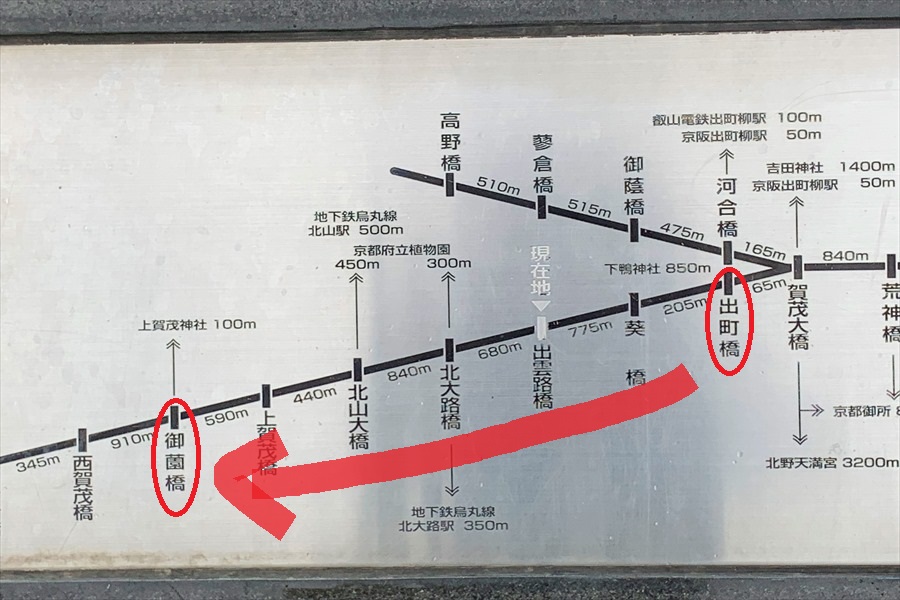 高野橋
蓼倉橋
御蔭橋
河合橋
叡山電鉄出町柳駅 100m
京阪出町柳駅 50m
吉田神社 1400m
京阪出町柳駅 50m
510m
515m
475m
165m
840m
地下鉄烏丸線
北山駅 500m
京都府立植物園
450m
300m
現在地
下鴨神社 850m
上賀茂神社 100m
345m
910m
590m
440m
840m
680m
775m
205m
65m
西賀茂橋
御薗橋
上賀茂橋
北山大橋
北大路橋
出雲路橋
葵橋
出町橋
賀茂大橋
荒神橋
地下鉄烏丸線
北大路駅 350m
京都御所
北野天満宮 3200m